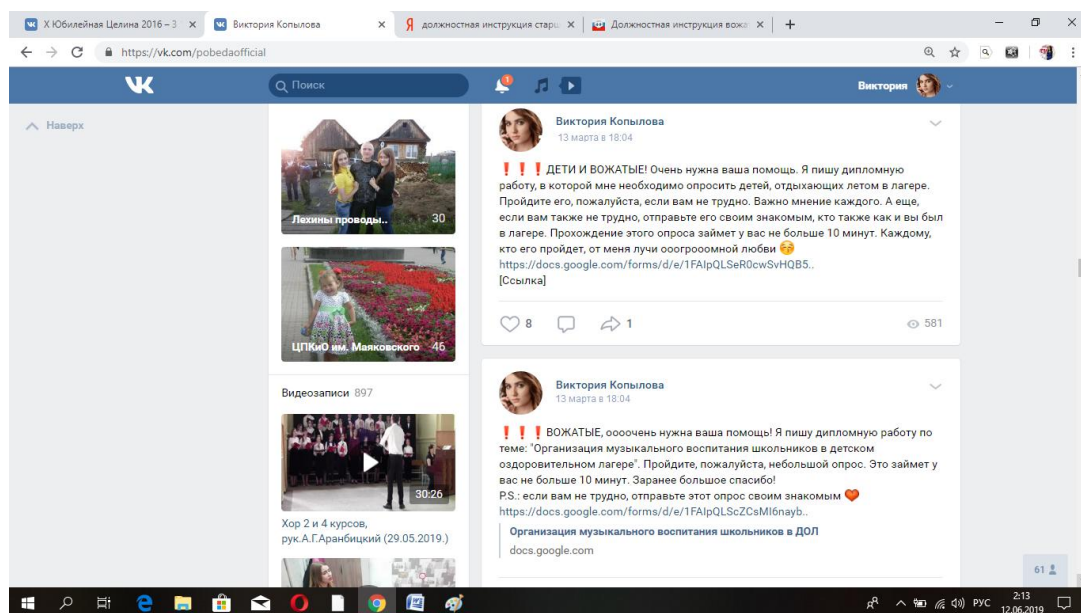 Х Юбилейная Целина 2016 – 3
Виктория Копылова
должностная инструкция старш
Должностная инструкция вожа
https://vk.com/pobedaofficial
Поиск
1
Виктория
Наверх
Лехины проводы.. 30
ЦПКиО им. Маяковского 46
Видеозаписи 897
30:26
Хор 2 и 4 курсов,
рук.А.Г.Аранбицкий (29.05.2019.)
Виктория Копылова
13 марта в 18:04
❗❗❗ДЕТИ И ВОЖАТЫЕ! Очень нужна ваша помощь. Я пишу дипломную
работу, в которой мне необходимо опросить детей, отдыхающих летом в лагере.
Пройдите его, пожалуйста, если вам не трудно. Важно мнение каждого. А еще,
если вам также не трудно, отправьте его своим знакомым, кто также как и вы был
в лагере. Прохождение этого опроса займет у вас не больше 10 минут. Каждому,
кто его пройдет, от меня лучи ооогрооомной любви 😚
https://docs.google.com/forms/d/e/1FAIpQLSeR0cwSvHQB5..
[Ссылка]
8 1 581
Виктория Копылова
13 марта в 18:04
❗❗❗ВОЖАТЫЕ, оооочень нужна ваша помощь! Я пишу дипломную работу по
теме: "Организация музыкального воспитания школьников в детском
оздоровительном лагере". Пройдите, пожалуйста, небольшой опрос. Это займет у
вас не больше 10 минут. Заранее большое спасибо!
P.S.: если вам не трудно, отправьте этот опрос своим знакомым ❤
https://docs.google.com/forms/d/e/1FAIpQLScZCsMI6nayb..
Организация музыкального воспитания школьников в ДОЛ
docs.google.com
61
РУС
2:13
12.06.2019